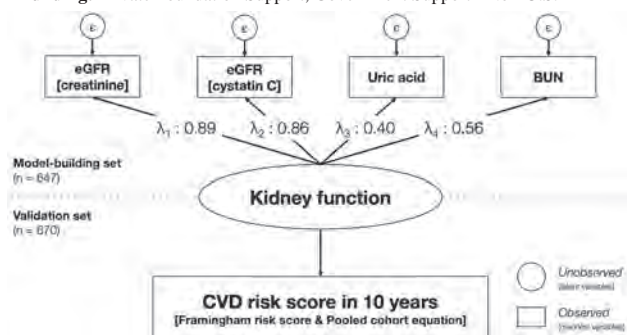 ε ε ε ε
eGFR
[creatinine]
eGFR
[cystatin C]
Uric acid
BUN
λ1 : 0.89 λ2 : 0.86 λ3 : 0.40 λ4 : 0.56
Model-building set
(n = 647)
Kidney function
Validation set
(n = 670)
CVD risk score in 10 years
[Framingham risk score & Pooled cohort equation]
Unobserved
Observed